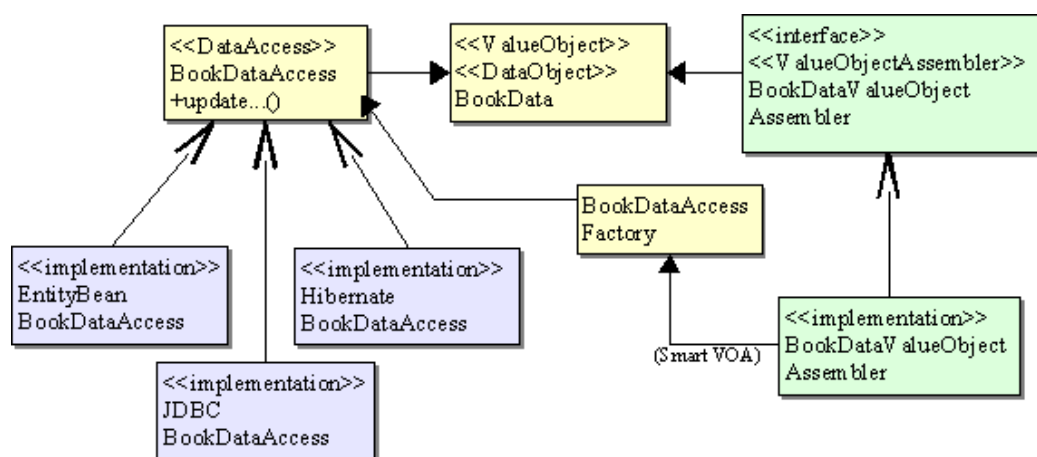 <<DataAccess>>
BookDataAccess
+update...()
<<ValueObject>>
<<DataObject>>
BookData
<<interface>>
<<ValueObjectAssembler>>
BookDataValueObject
Assembler
BookDataAccess
Factory
<<implementation>>
EntityBean
BookDataAccess
<<implementation>>
Hibernate
BookDataAccess
<<implementation>>
JDBC
BookDataAccess
(Smart VOA)
<<implementation>>
BookDataValueObject
Assembler